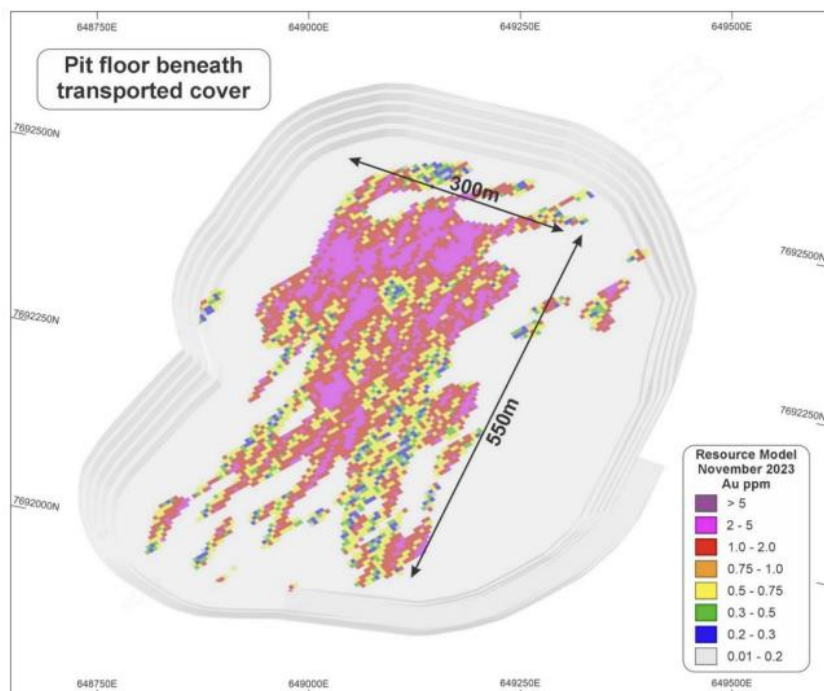 648750E
649000E
649250E
649500E
Pit floor beneath
transported cover
7692500N
300m
7692500N
7692250N
550m
7692250N
7692000N
Resource Model
November 2023
Au ppm
> 5
2 - 5
1.0 - 2.0
0.75 - 1.0
0.5 - 0.75
0.3 - 0.5
0.2 - 0.3
0.01 - 0.2
648750E
649000E
649250E
649500E